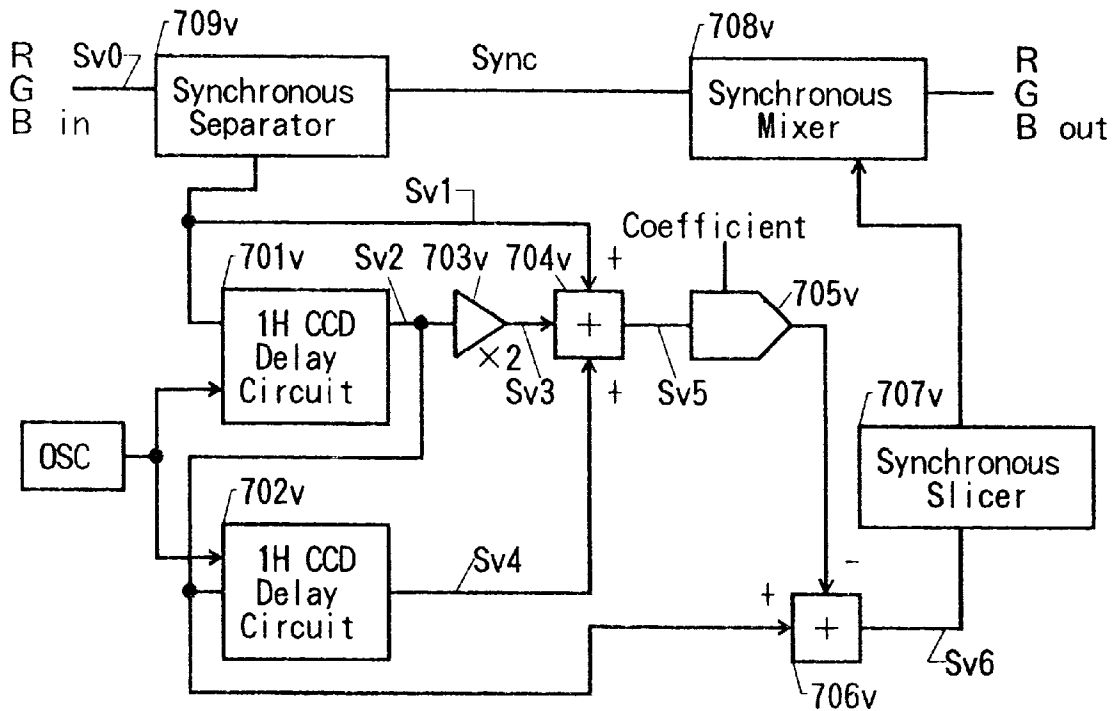 709v
708v
R
G
B in
Sv0
Synchronous
Separator
Sync
Synchronous
Mixer
R
G
B out
Sv1
Coefficient
701v
Sv2
703v
704v
+
705v
1H CCD
Delay
Circuit
×2
Sv3
+
+
Sv5
707v
OSC
Synchronous
Slicer
702v
1H CCD
Delay
Circuit
Sv4
-
+
+
Sv6
706v